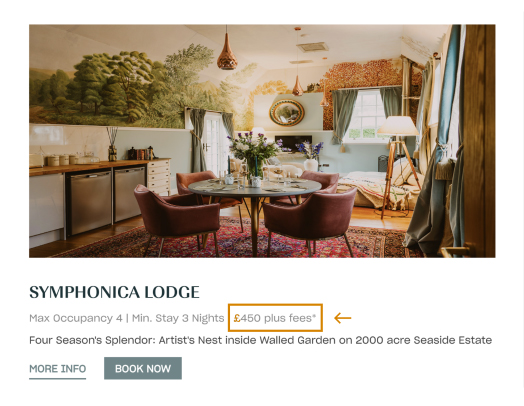 SYMPHONICA LODGE
Max Occupancy 4 | Min. Stay 3 Nights £450 plus fees*
Four Season's Splendor: Artist's Nest inside Walled Garden on 2000 acre Seaside Estate
MORE INFO BOOK NOW